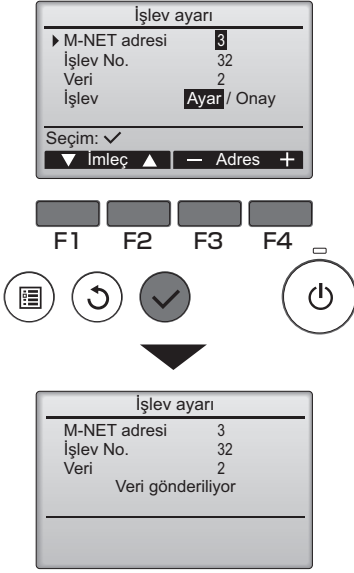 İşlev ayarı
M-NET adresi 3
İşlev No. 32
Veri 2
İşlev Ayar / Onay
Seçim: ✓
▼ İmleç ▲ − Adres +
F1 F2 F3 F4
İşlev ayarı
M-NET adresi 3
İşlev No. 32
Veri 2
Veri gönderiliyor